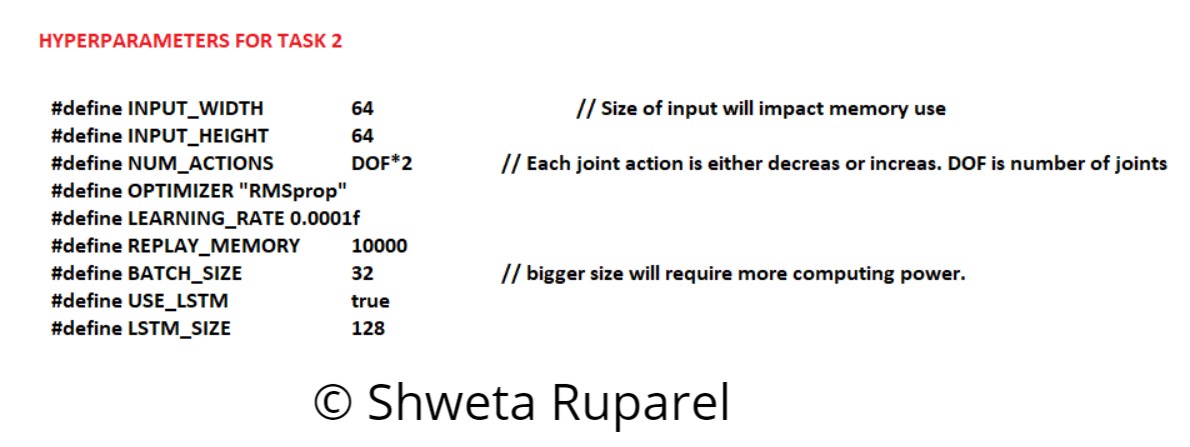 HYPERPARAMETERS FOR TASK 2
#define INPUT_WIDTH 64 // Size of input will impact memory use
#define INPUT_HEIGHT 64
#define NUM_ACTIONS DOF*2 // Each joint action is either decreas or increas. DOF is number of joints
#define OPTIMIZER "RMSprop"
#define LEARNING_RATE 0.0001f
#define REPLAY_MEMORY 10000
#define BATCH_SIZE 32 // bigger size will require more computing power.
#define USE_LSTM true
#define LSTM_SIZE 128
© Shweta Ruparel